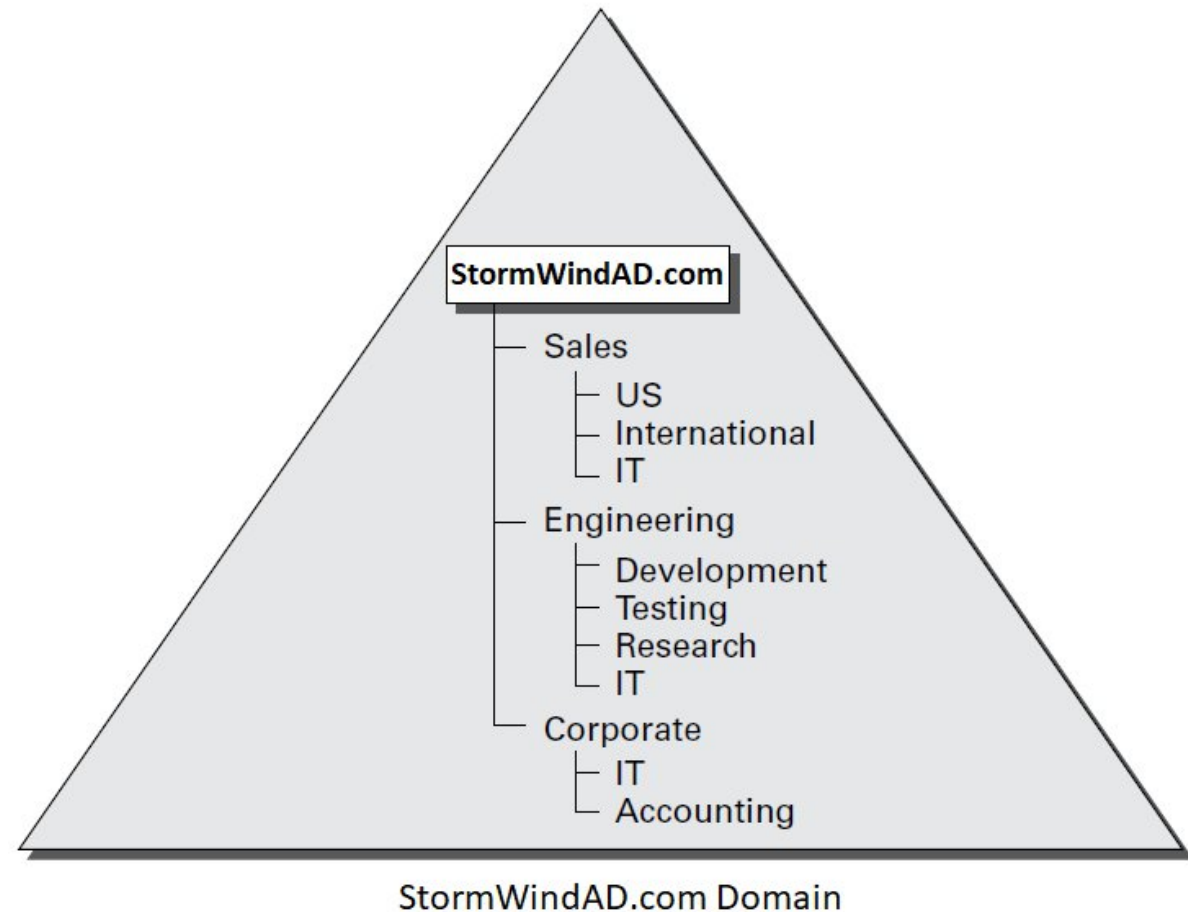 StormWindAD.com
Sales
US
International
IT
Engineering
Development
Testing
Research
IT
Corporate
IT
Accounting
StormWindAD.com Domain